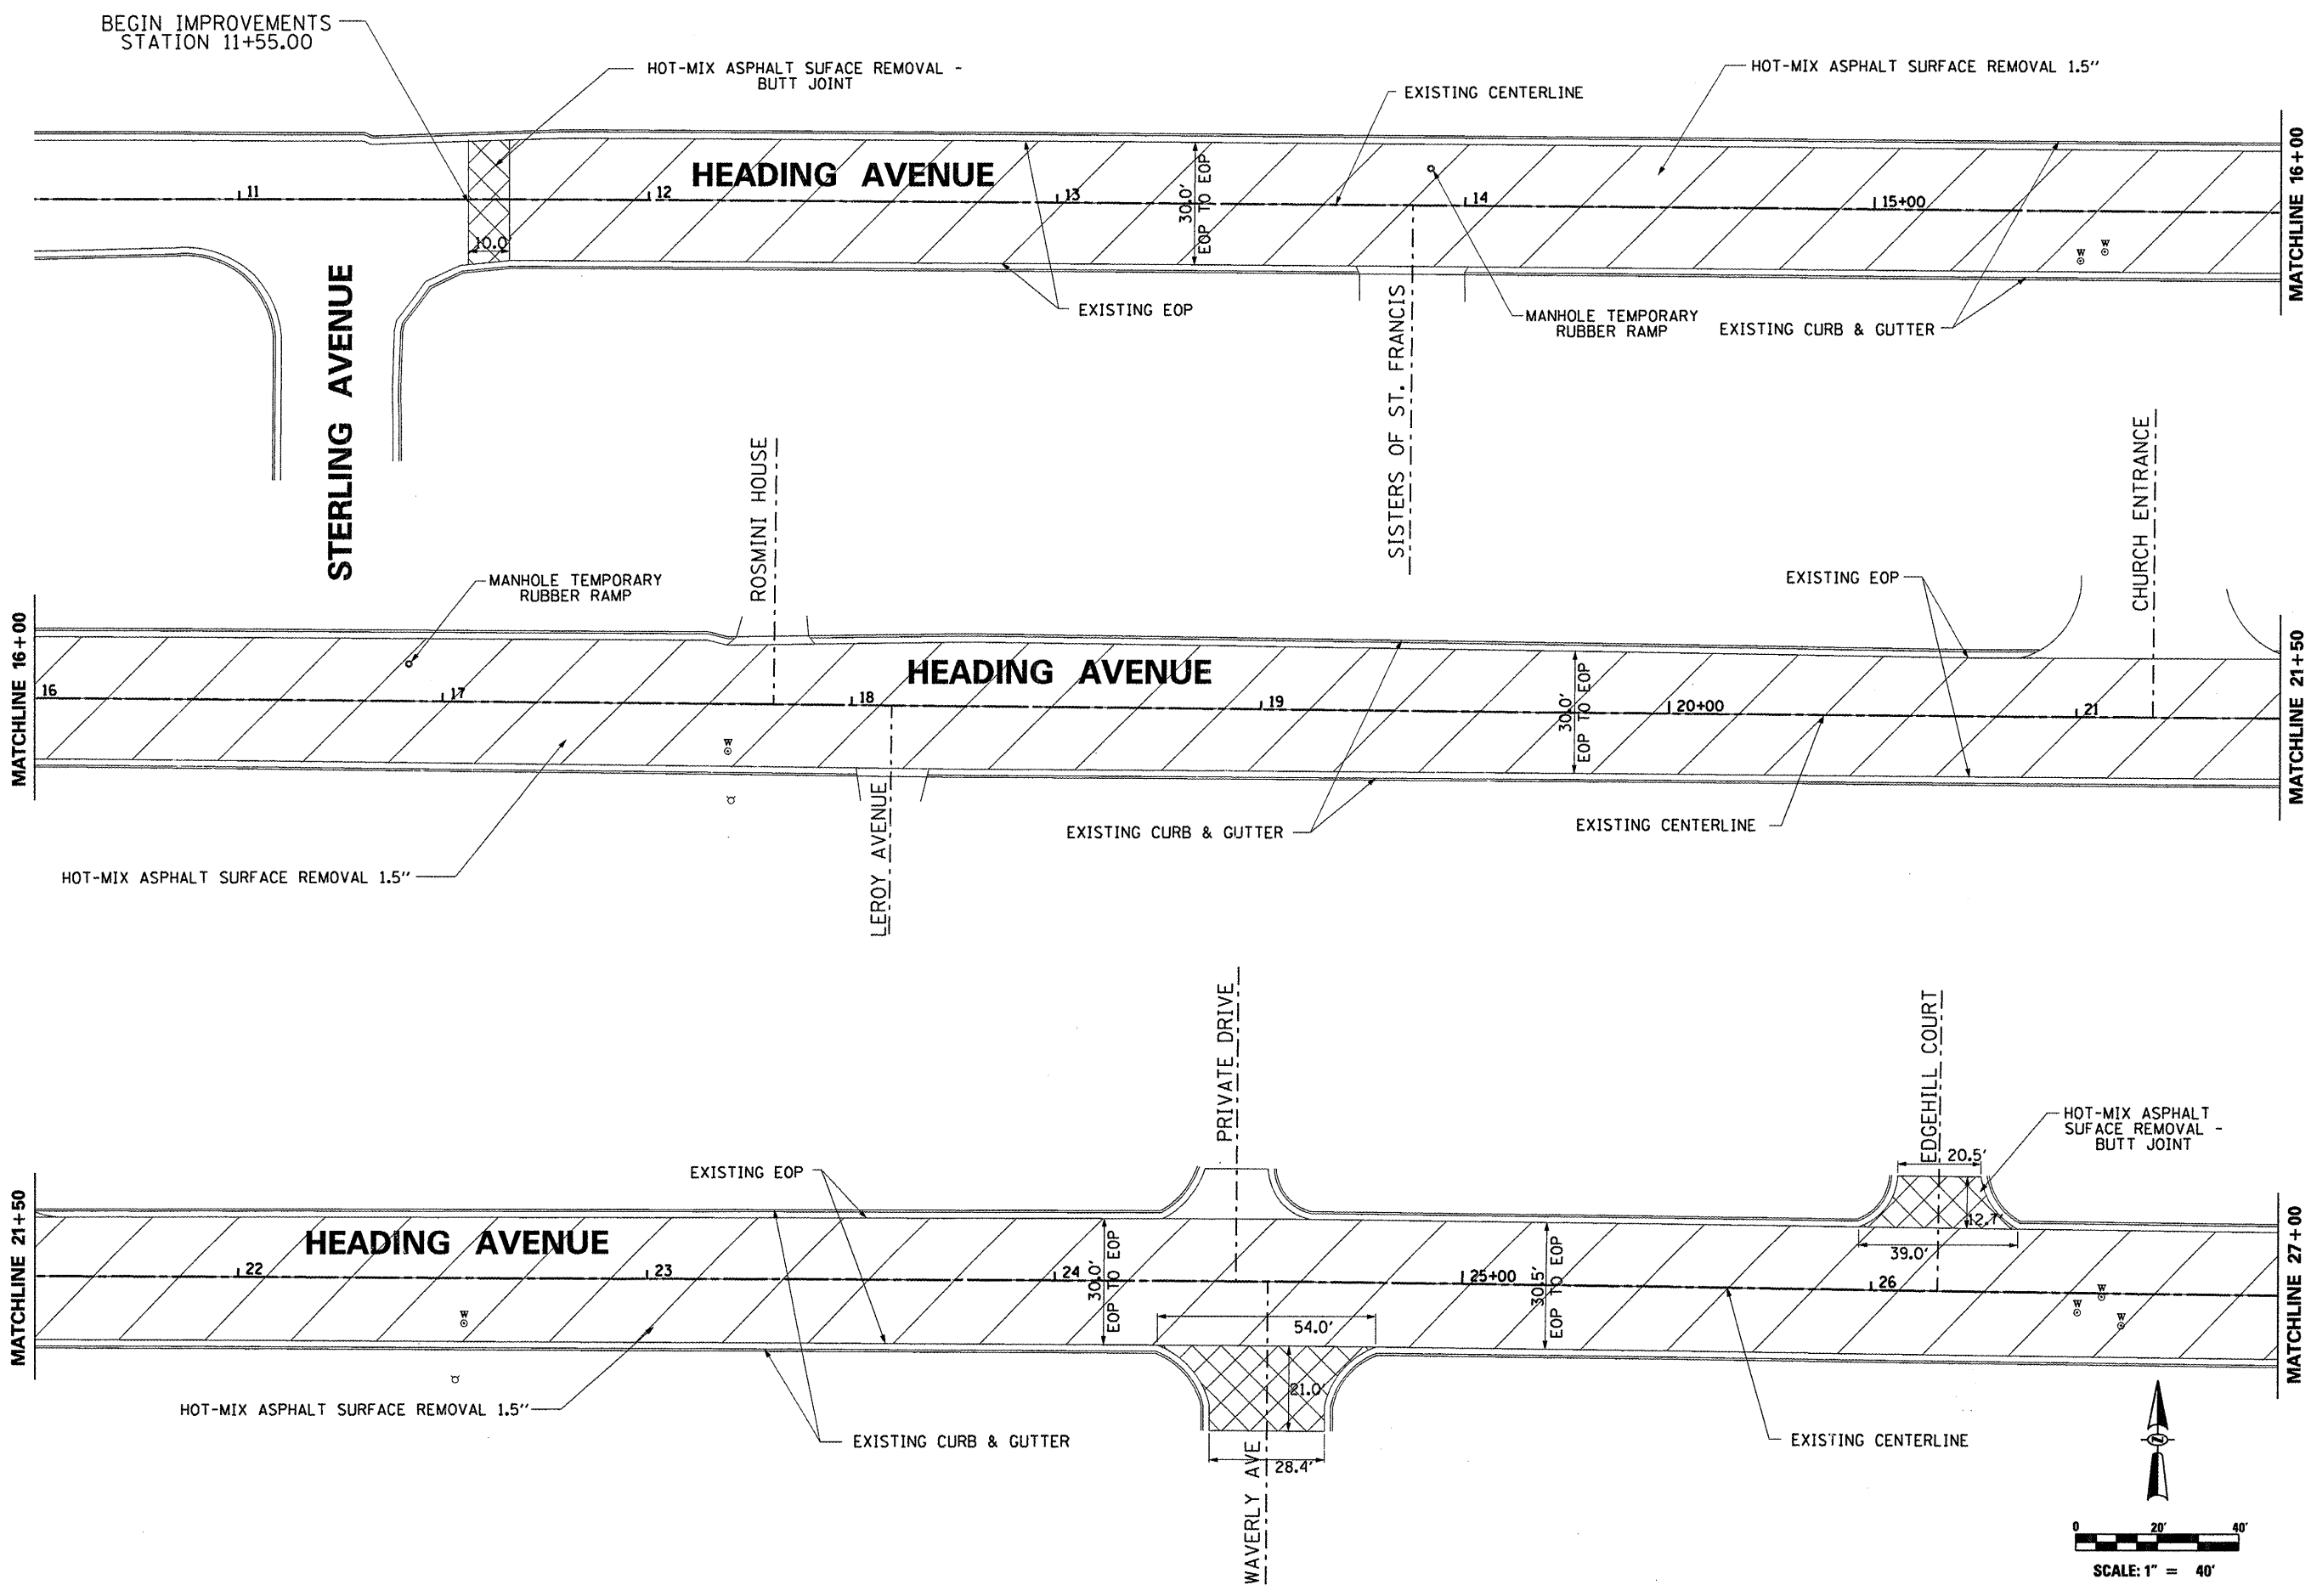 BEGIN IMPROVEMENTS
STATION 11+55.00
HOT-MIX ASPHALT SUFACE REMOVAL -
BUTT JOINT
EXISTING CENTERLINE
HOT-MIX ASPHALT SURFACE REMOVAL 1.5"
HEADING AVENUE
11
12
13
14
15+00
10.0'
30.0'
EOP TO EOP
W
W
MATCHLINE 16+00
EXISTING EOP
MANHOLE TEMPORARY
RUBBER RAMP
EXISTING CURB & GUTTER
STERLING AVENUE
SISTERS OF ST. FRANCIS
ROSMINI HOUSE
CHURCH ENTRANCE
MANHOLE TEMPORARY
RUBBER RAMP
EXISTING EOP
MATCHLINE 16+00
HEADING AVENUE
16
17
18
19
20+00
21
30.0'
EOP TO EOP
W
MATCHLINE 21+50
LEROY AVENUE
EXISTING CURB & GUTTER
EXISTING CENTERLINE
HOT-MIX ASPHALT SURFACE REMOVAL 1.5"
PRIVATE DRIVE
EDGEHILL COURT
HOT-MIX ASPHALT
SUFACE REMOVAL -
BUTT JOINT
20.5'
12.7'
39.0'
EXISTING EOP
MATCHLINE 21+50
HEADING AVENUE
22
23
24
25+00
26
30.0'
EOP TO EOP
30.5'
EOP TO EOP
W
W
W
W
54.0'
21.0'
28.4'
MATCHLINE 27+00
HOT-MIX ASPHALT SURFACE REMOVAL 1.5"
EXISTING CURB & GUTTER
WAVERLY AVE
EXISTING CENTERLINE
Z
0 20' 40'
SCALE: 1" = 40'